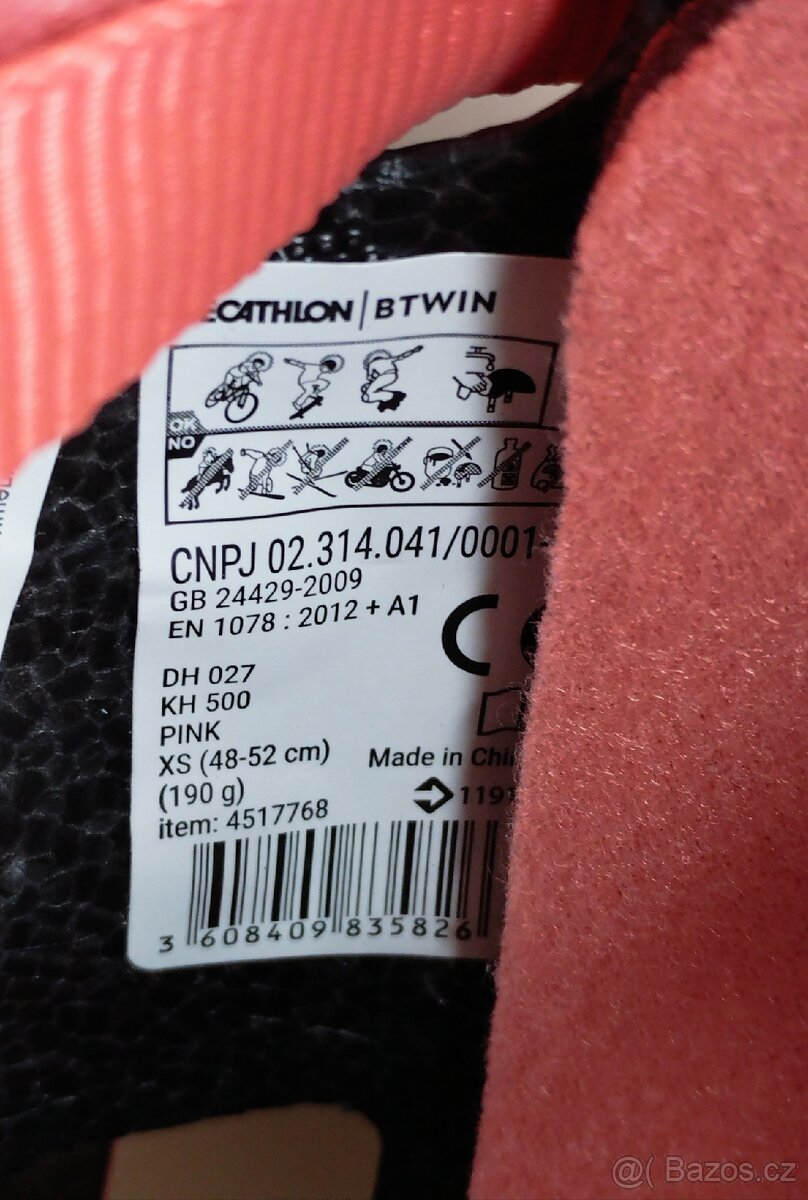 ECATHLON | BTWIN
OK
NO
CNPJ 02.314.041/0001-
GB 24429-2009
EN 1078 : 2012 + A1
CE
DH 027
KH 500
PINK
XS (48-52 cm)
Made in Chi
(190 g)
119
item: 4517768
3 608409 835826
@( Bazos.cz